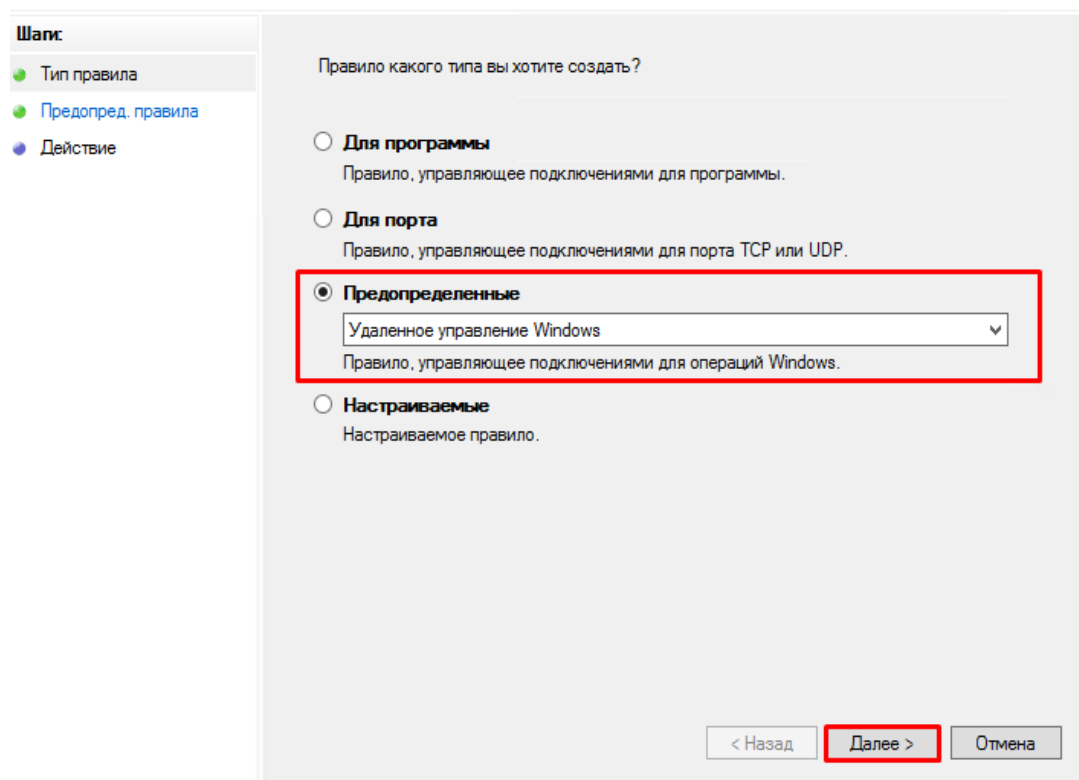 Шаги:
Тип правила
Предопред. правила
Действие
Правило какого типа вы хотите создать?
Для программы
Правило, управляющее подключениями для программы.
Для порта
Правило, управляющее подключениями для порта TCP или UDP.
Предопределенные
Удаленное управление Windows
Правило, управляющее подключениями для операций Windows.
Настраиваемые
Настраиваемое правило.
< Назад
Далее >
Отмена